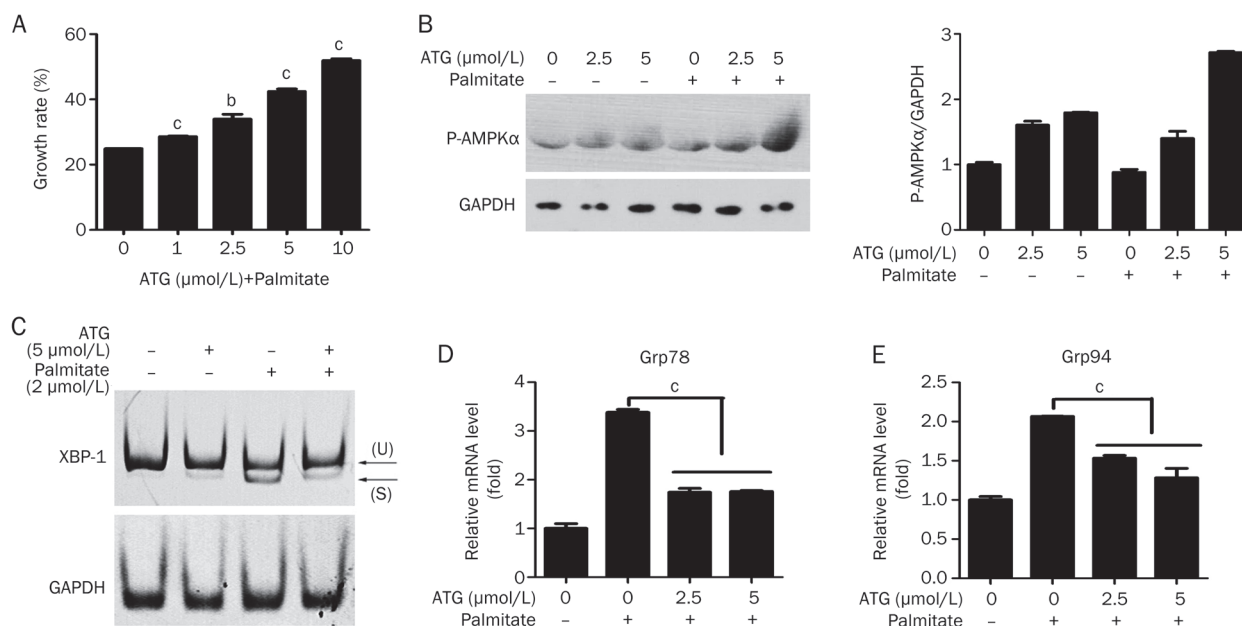 A
Growth rate (%)
60
40
20
0
c
b
c
c
0 1 2.5 5 10
ATG (µmol/L)+Palmitate
B
ATG (µmol/L) 0 2.5 5 0 2.5 5
Palmitate – – – + + +
P-AMPKα
GAPDH
P-AMPKα/GAPDH
3
2
1
0
ATG (µmol/L) 0 2.5 5 0 2.5 5
Palmitate – – – + + +
C
ATG
(5 µmol/L) – + – +
Palmitate – – + +
(2 µmol/L)
XBP-1
(U)
(S)
GAPDH
D
Grp78
Relative mRNA level
(fold)
4
3
2
1
0
c
ATG (µmol/L) 0 0 2.5 5
Palmitate – + + +
E
Grp94
Relative mRNA level
(fold)
2.5
2.0
1.5
1.0
0.5
0.0
c
ATG (µmol/L) 0 0 2.5 5
Palmitate – + + +